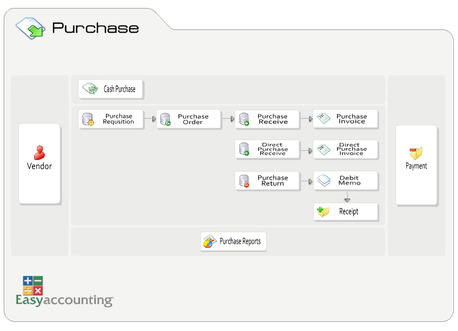 Purchase
Cash Purchase
Purchase
Requsition
Purchase
Order
Purchase
Receive
Purchase
Invoice
Direct
Purchase
Receive
Direct
Purchase
Invoice
Vendor
Payment
Purchase
Return
Debit
Memo
Receipt
Purchase Reports
Easyaccounting